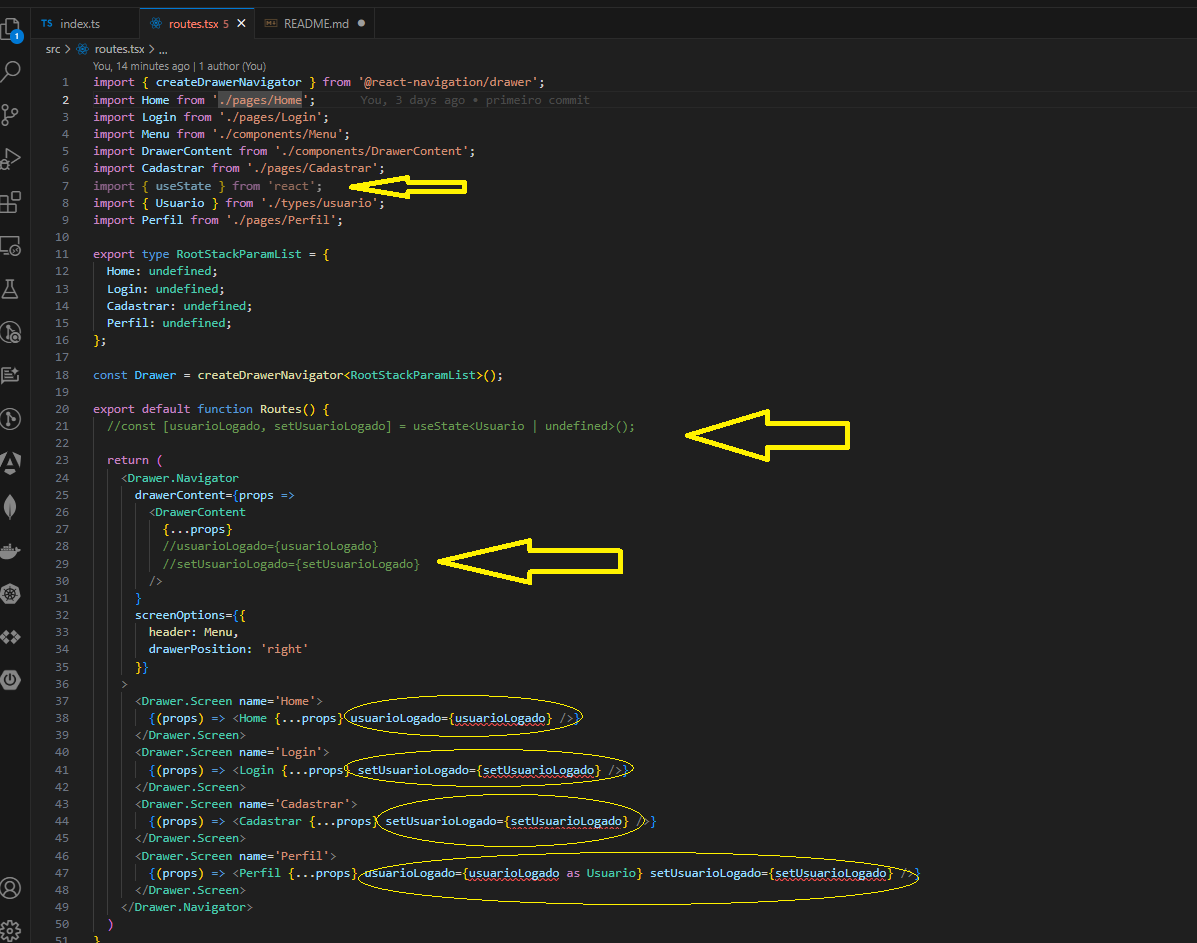 1
TS index.ts
routes.tsx 5 ×
README.md ●
src > routes.tsx > ...
You, 14 minutes ago | 1 author (You)
1 import { createDrawerNavigator } from '@react-navigation/drawer';
2 import Home from './pages/Home'; You, 3 days ago • primeiro commit
3 import Login from './pages/Login';
4 import Menu from './components/Menu';
5 import DrawerContent from './components/DrawerContent';
6 import Cadastrar from './pages/Cadastrar';
7 import { useState } from 'react';
8 import { Usuario } from './types/usuario';
9 import Perfil from './pages/Perfil';
10
11 export type RootStackParamList = {
12 Home: undefined;
13 Login: undefined;
14 Cadastrar: undefined;
15 Perfil: undefined;
16 };
17
18 const Drawer = createDrawerNavigator<RootStackParamList>();
19
20 export default function Routes() {
21 //const [usuarioLogado, setUsuarioLogado] = useState<Usuario | undefined>();
22
23 return (
24 <Drawer.Navigator
25 drawerContent={props =>
26 <DrawerContent
27 {...props}
28 //usuarioLogado={usuarioLogado}
29 //setUsuarioLogado={setUsuarioLogado}
30 />
31 }
32 screenOptions={{
33 header: Menu,
34 drawerPosition: 'right'
35 }}
36 >
37 <Drawer.Screen name='Home'>
38 {(props) => <Home {...props} usuarioLogado={usuarioLogado} />}
39 </Drawer.Screen>
40 <Drawer.Screen name='Login'>
41 {(props) => <Login {...props} setUsuarioLogado={setUsuarioLogado} />}
42 </Drawer.Screen>
43 <Drawer.Screen name='Cadastrar'>
44 {(props) => <Cadastrar {...props} setUsuarioLogado={setUsuarioLogado} />}
45 </Drawer.Screen>
46 <Drawer.Screen name='Perfil'>
47 {(props) => <Perfil {...props} usuarioLogado={usuarioLogado as Usuario} setUsuarioLogado={setUsuarioLogado} />}
48 </Drawer.Screen>
49 </Drawer.Navigator>
50 )
51 }